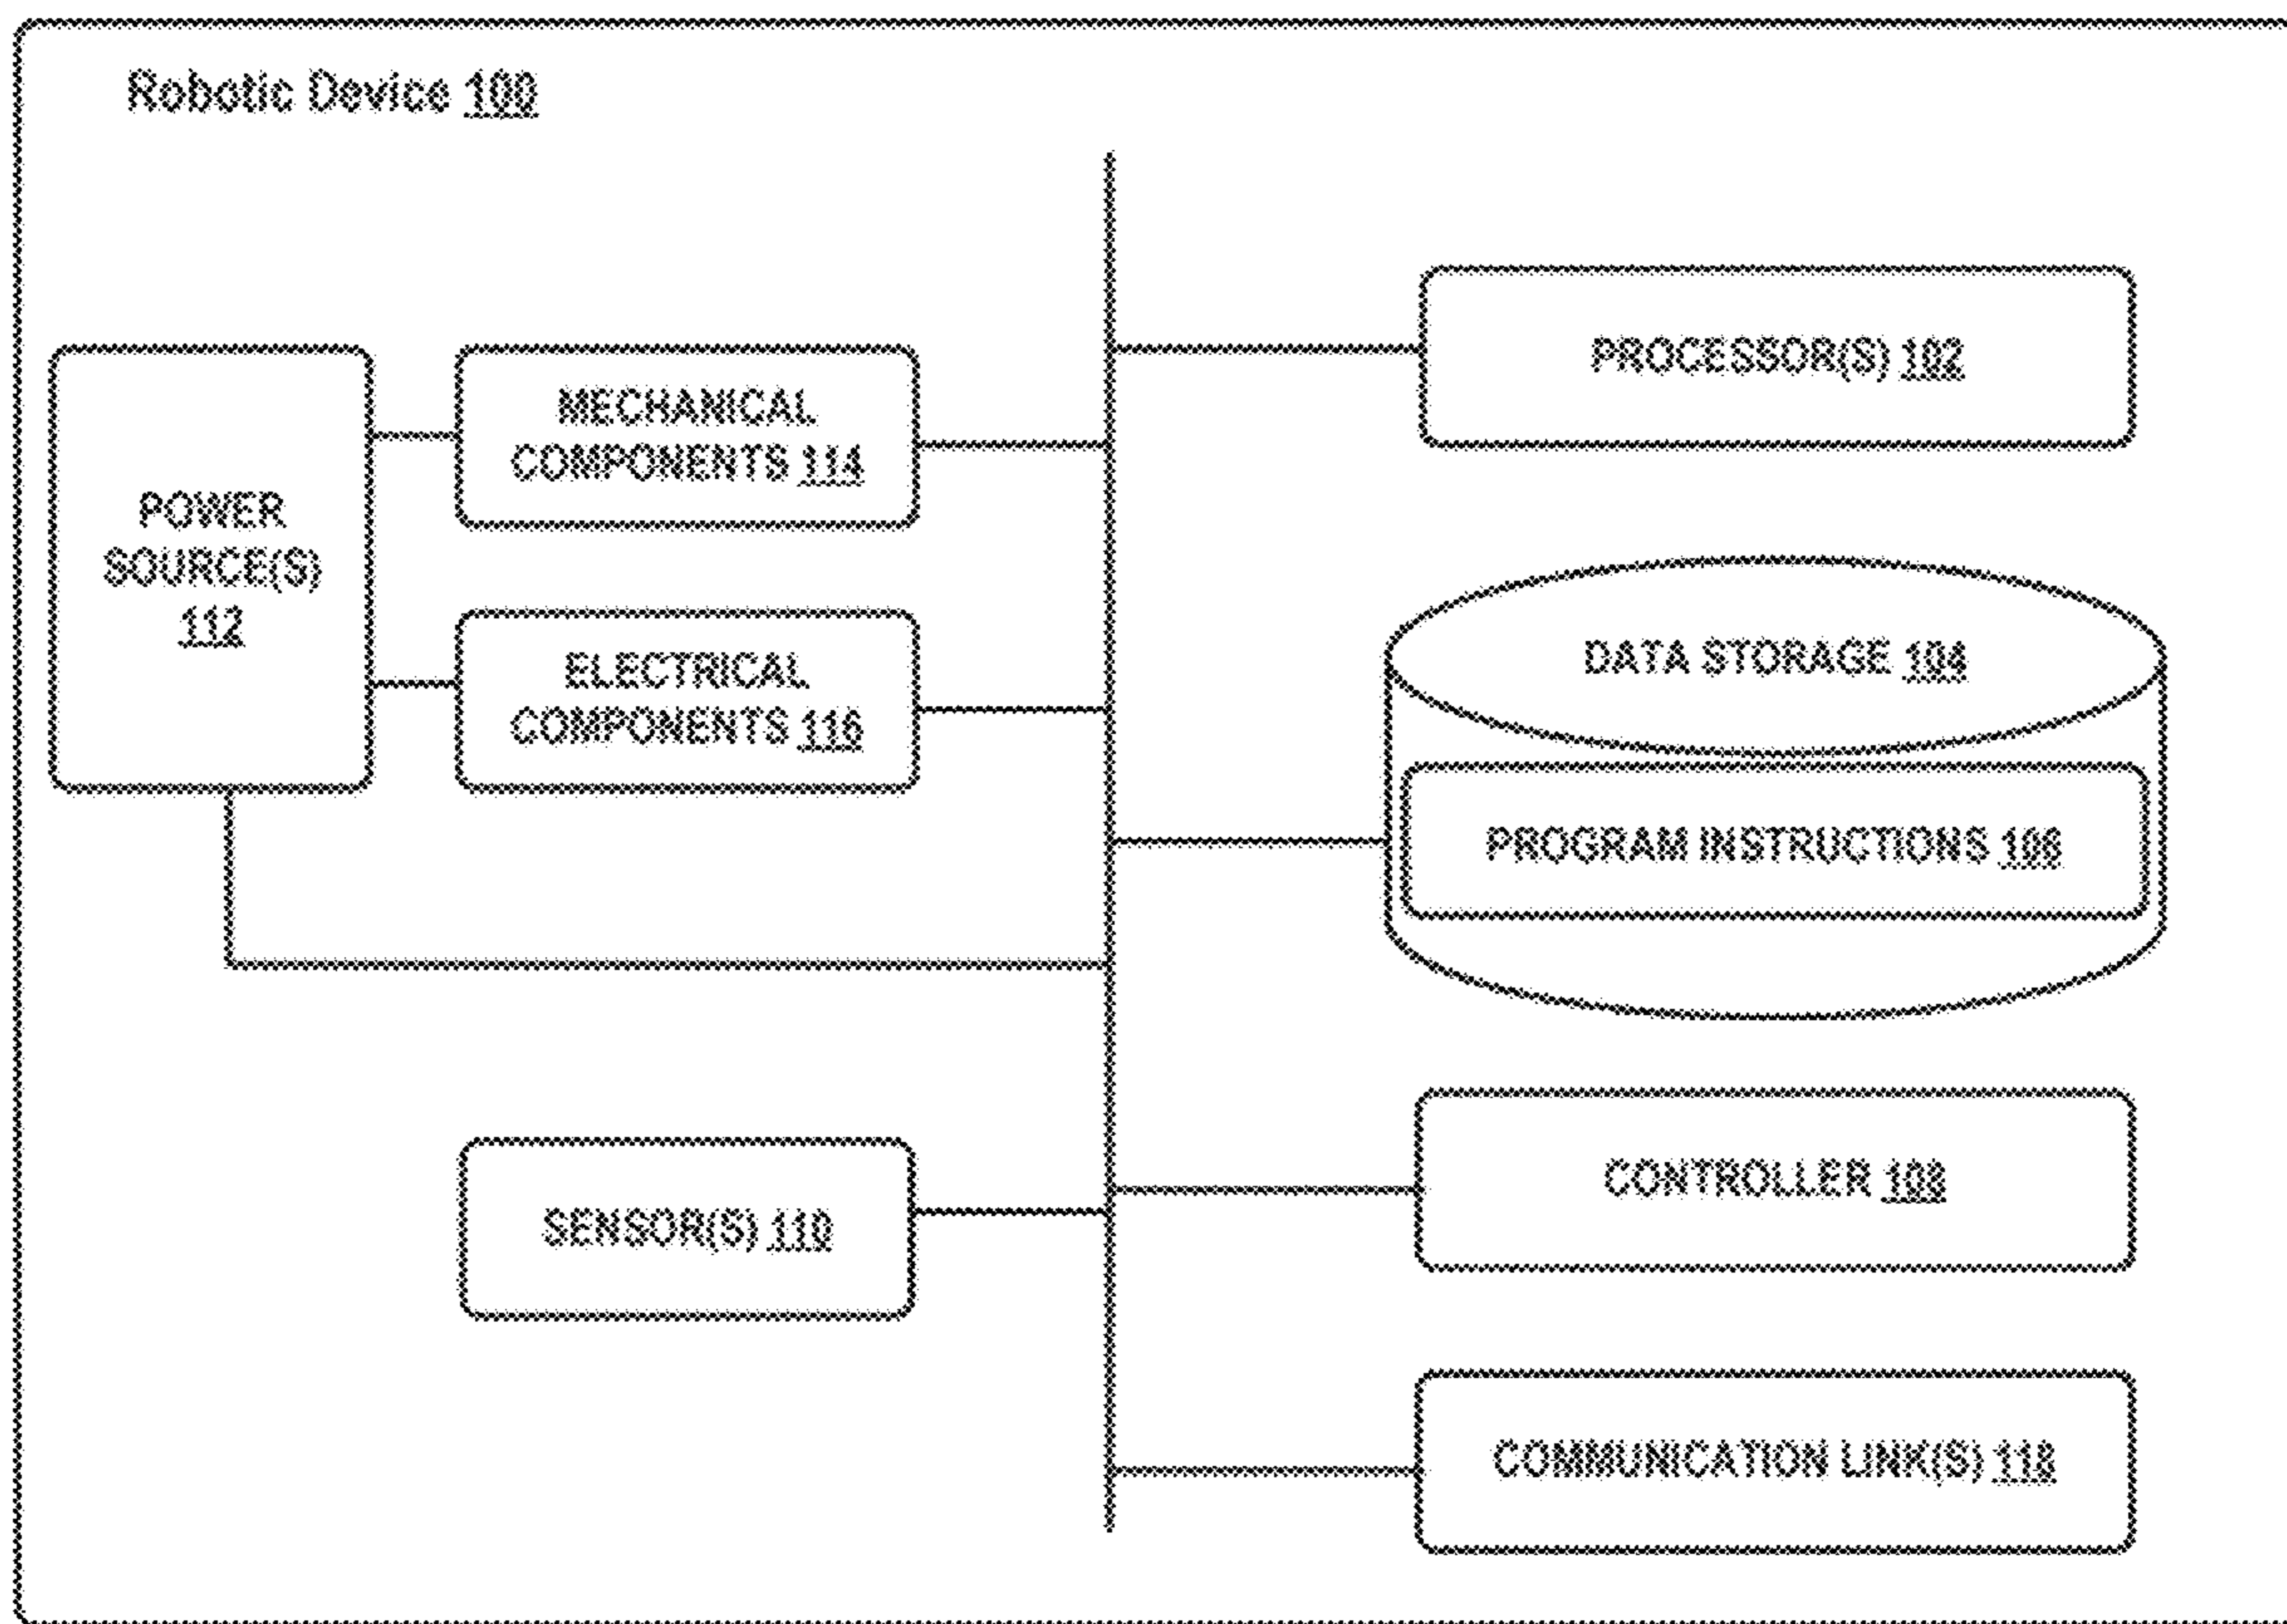 Robotic Device 100
PROCESSOR(S) 102
MECHANICAL
COMPONENTS 114
POWER
SOURCE(S)
112
ELECTRICAL
COMPONENTS 116
DATA STORAGE 104
PROGRAM INSTRUCTIONS 106
SENSOR(S) 110
CONTROLLER 108
COMMUNICATION LINK(S) 118